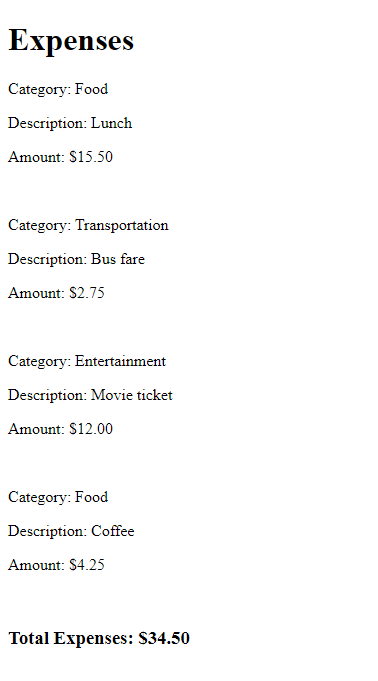 Expenses
Category: Food
Description: Lunch
Amount: $15.50
Category: Transportation
Description: Bus fare
Amount: $2.75
Category: Entertainment
Description: Movie ticket
Amount: $12.00
Category: Food
Description: Coffee
Amount: $4.25
Total Expenses: $34.50